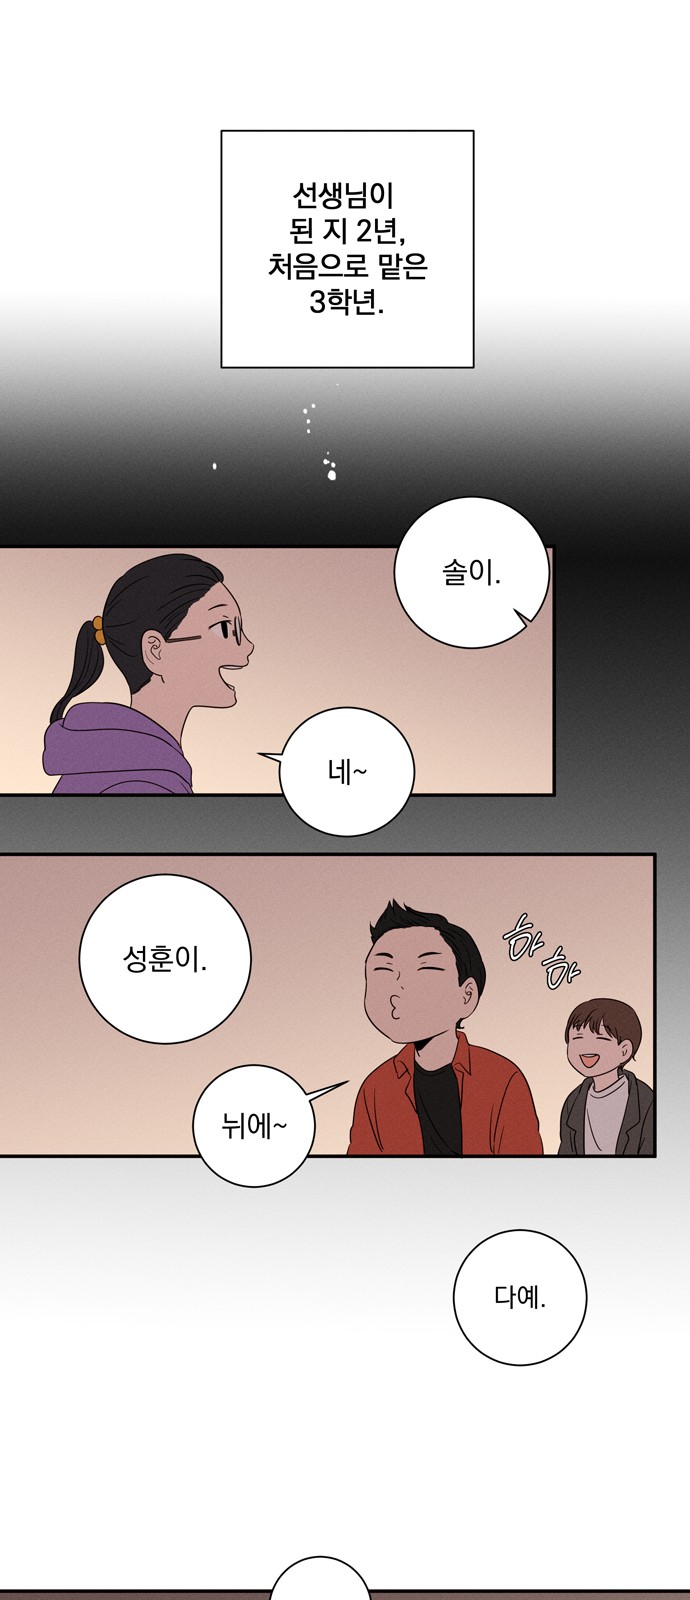 선생님이
된 지 2년,
처음으로 맡은
3학년.
솔이.
네~
성훈이.
하하
뉘에~
다예.